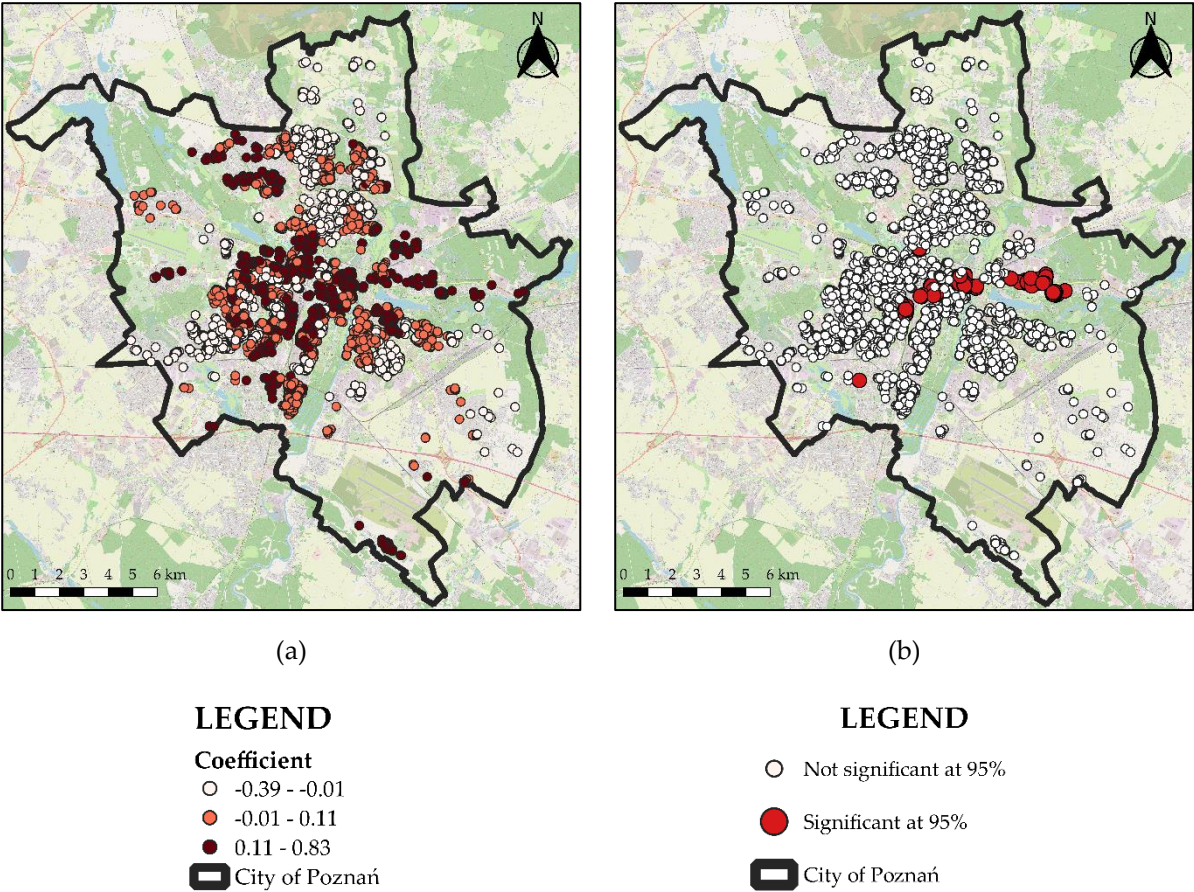 N
N
0 1 2 3 4 5 6 km
0 1 2 3 4 5 6 km
(a)
(b)
LEGEND
Coefficient
-0.39 - -0.01
-0.01 - 0.11
0.11 - 0.83
City of Poznań
LEGEND
Not significant at 95%
Significant at 95%
City of Poznań